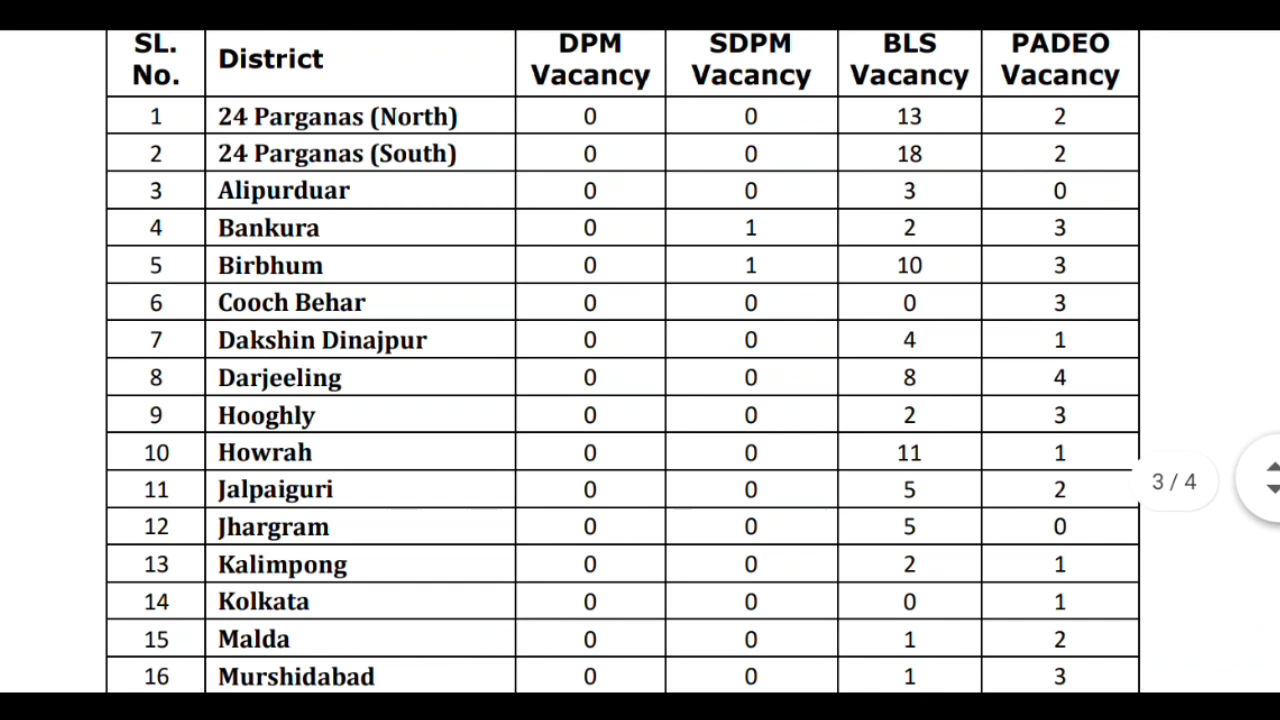 SL. No. District DPM Vacancy SDPM Vacancy BLS Vacancy PADEO Vacancy
1 24 Parganas (North) 0 0 13 2
2 24 Parganas (South) 0 0 18 2
3 Alipurduar 0 0 3 0
4 Bankura 0 1 2 3
5 Birbhum 0 1 10 3
6 Cooch Behar 0 0 0 3
7 Dakshin Dinajpur 0 0 4 1
8 Darjeeling 0 0 8 4
9 Hooghly 0 0 2 3
10 Howrah 0 0 11 1
11 Jalpaiguri 0 0 5 2
12 Jhargram 0 0 5 0
13 Kalimpong 0 0 2 1
14 Kolkata 0 0 0 1
15 Malda 0 0 1 2
16 Murshidabad 0 0 1 3
3 / 4